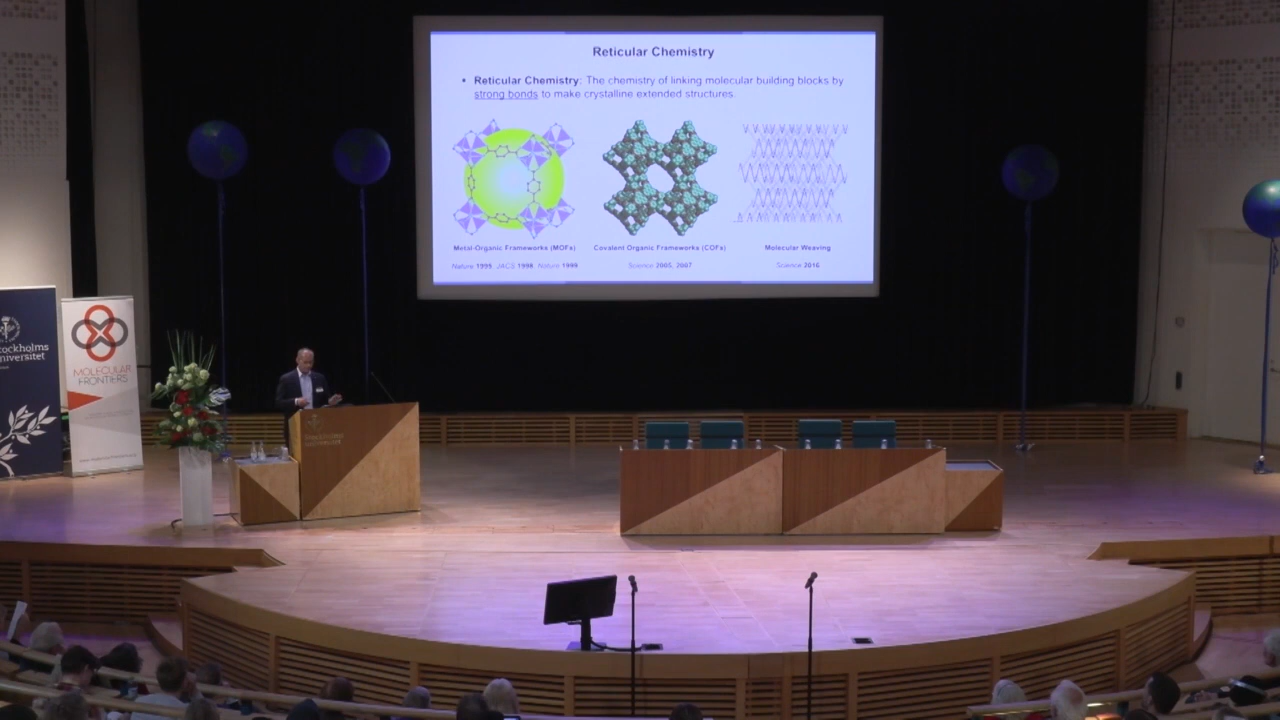 Reticular Chemistry
• Reticular Chemistry: The chemistry of linking molecular building blocks by
strong bonds to make crystalline extended structures.
Metal-Organic Frameworks (MOFs)
Covalent Organic Frameworks (COFs)
Molecular Weaving
Nature 1995, JACS 1998, Nature 1999
Science 2005, 2007
Science 2016
tockholms
niversitet
MOLECULAR
FRONTIERS